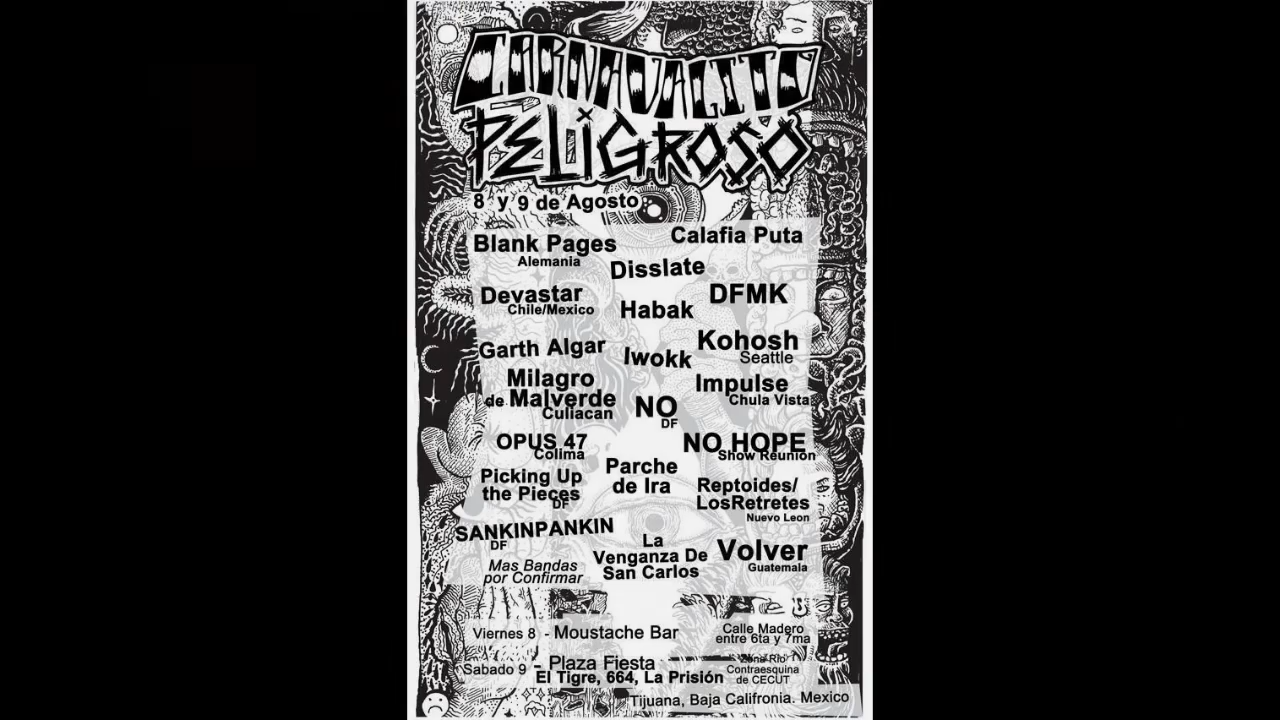 CARNAVALITO
PELiGROSO
8 y 9 de Agosto
Blank Pages
Alemania
Calafia Puta
Disslate
Devastar
Chile/Mexico
Habak
DFMK
Garth Algar
Iwokk
Kohosh
Seattle
Milagro
de Malverde
Culiacan
NO
DF
Impulse
Chula Vista
OPUS 47
Colima
NO HOPE
Show Reunion
Picking Up
the Pieces
DF
Parche
de Ira
Reptoides/
LosRetretes
Nuevo Leon
SANKINPANKIN
DF
La
Venganza De
San Carlos
Volver
Guatemala
Mas Bandas
por Confirmar
Viernes 8 - Moustache Bar
Calle Madero
entre 6ta y 7ma
Sabado 9 - Plaza Fiesta
El Tigre, 664, La Prisión
Zona Rio
Contraesquina
de CECUT
Tijuana, Baja Califronia. Mexico